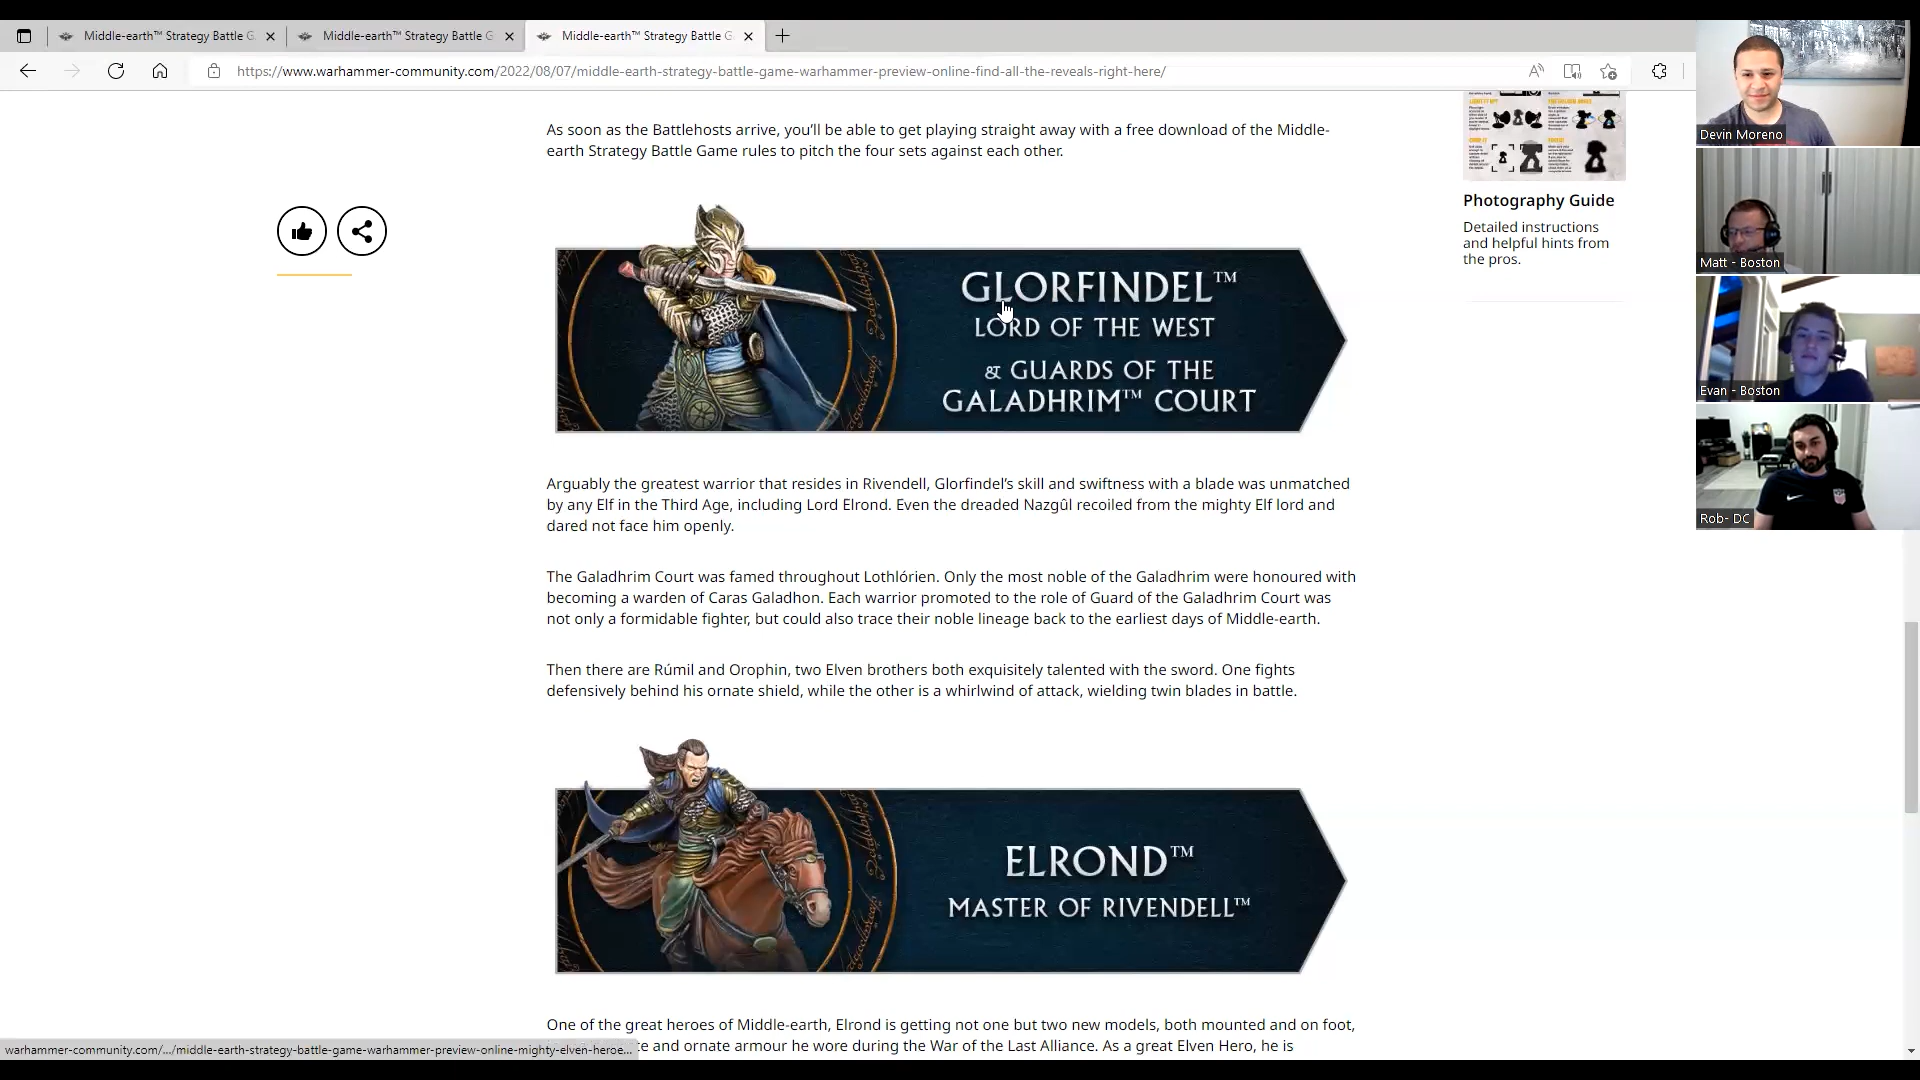 Middle-earth™ Strategy Battle G
Middle-earth™ Strategy Battle G
Middle-earth™ Strategy Battle G
https://www.warhammer-community.com/2022/08/07/middle-earth-strategy-battle-game-warhammer-preview-online-find-all-the-reveals-right-here/
As soon as the Battlehosts arrive, you’ll be able to get playing straight away with a free download of the Middle-
earth Strategy Battle Game rules to pitch the four sets against each other.
GLORFINDEL™
LORD OF THE WEST
& GUARDS OF THE
GALADHRIM™ COURT
Arguably the greatest warrior that resides in Rivendell, Glorfindel’s skill and swiftness with a blade was unmatched
by any Elf in the Third Age, including Lord Elrond. Even the dreaded Nazgûl recoiled from the mighty Elf lord and
dared not face him openly.
The Galadhrim Court was famed throughout Lothlórien. Only the most noble of the Galadhrim were honoured with
becoming a warden of Caras Galadhon. Each warrior promoted to the role of Guard of the Galadhrim Court was
not only a formidable fighter, but could also trace their noble lineage back to the earliest days of Middle-earth.
Then there are Rúmil and Orophin, two Elven brothers both exquisitely talented with the sword. One fights
defensively behind his ornate shield, while the other is a whirlwind of attack, wielding twin blades in battle.
ELROND™
MASTER OF RIVENDELL™
One of the great heroes of Middle-earth, Elrond is getting not one but two new models, both mounted and on foot,
and ornate armour he wore during the War of the Last Alliance. As a great Elven Hero, he is
warhammer-community.com/.../middle-earth-strategy-battle-game-warhammer-preview-online-mighty-elven-heroe...
Photography Guide
Detailed instructions
and helpful hints from
the pros.
Devin Moreno
Matt - Boston
Evan - Boston
Rob- DC